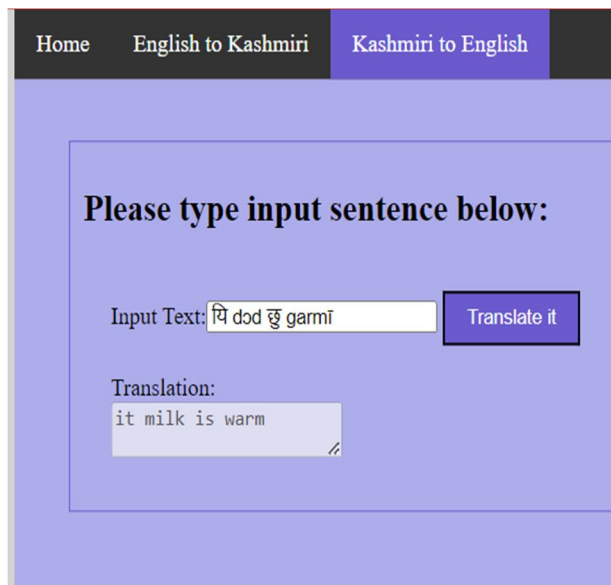 Home English to Kashmiri Kashmiri to English
Please type input sentence below:
Input Text: यि dɔd छु garmī Translate it
Translation:
it milk is warm